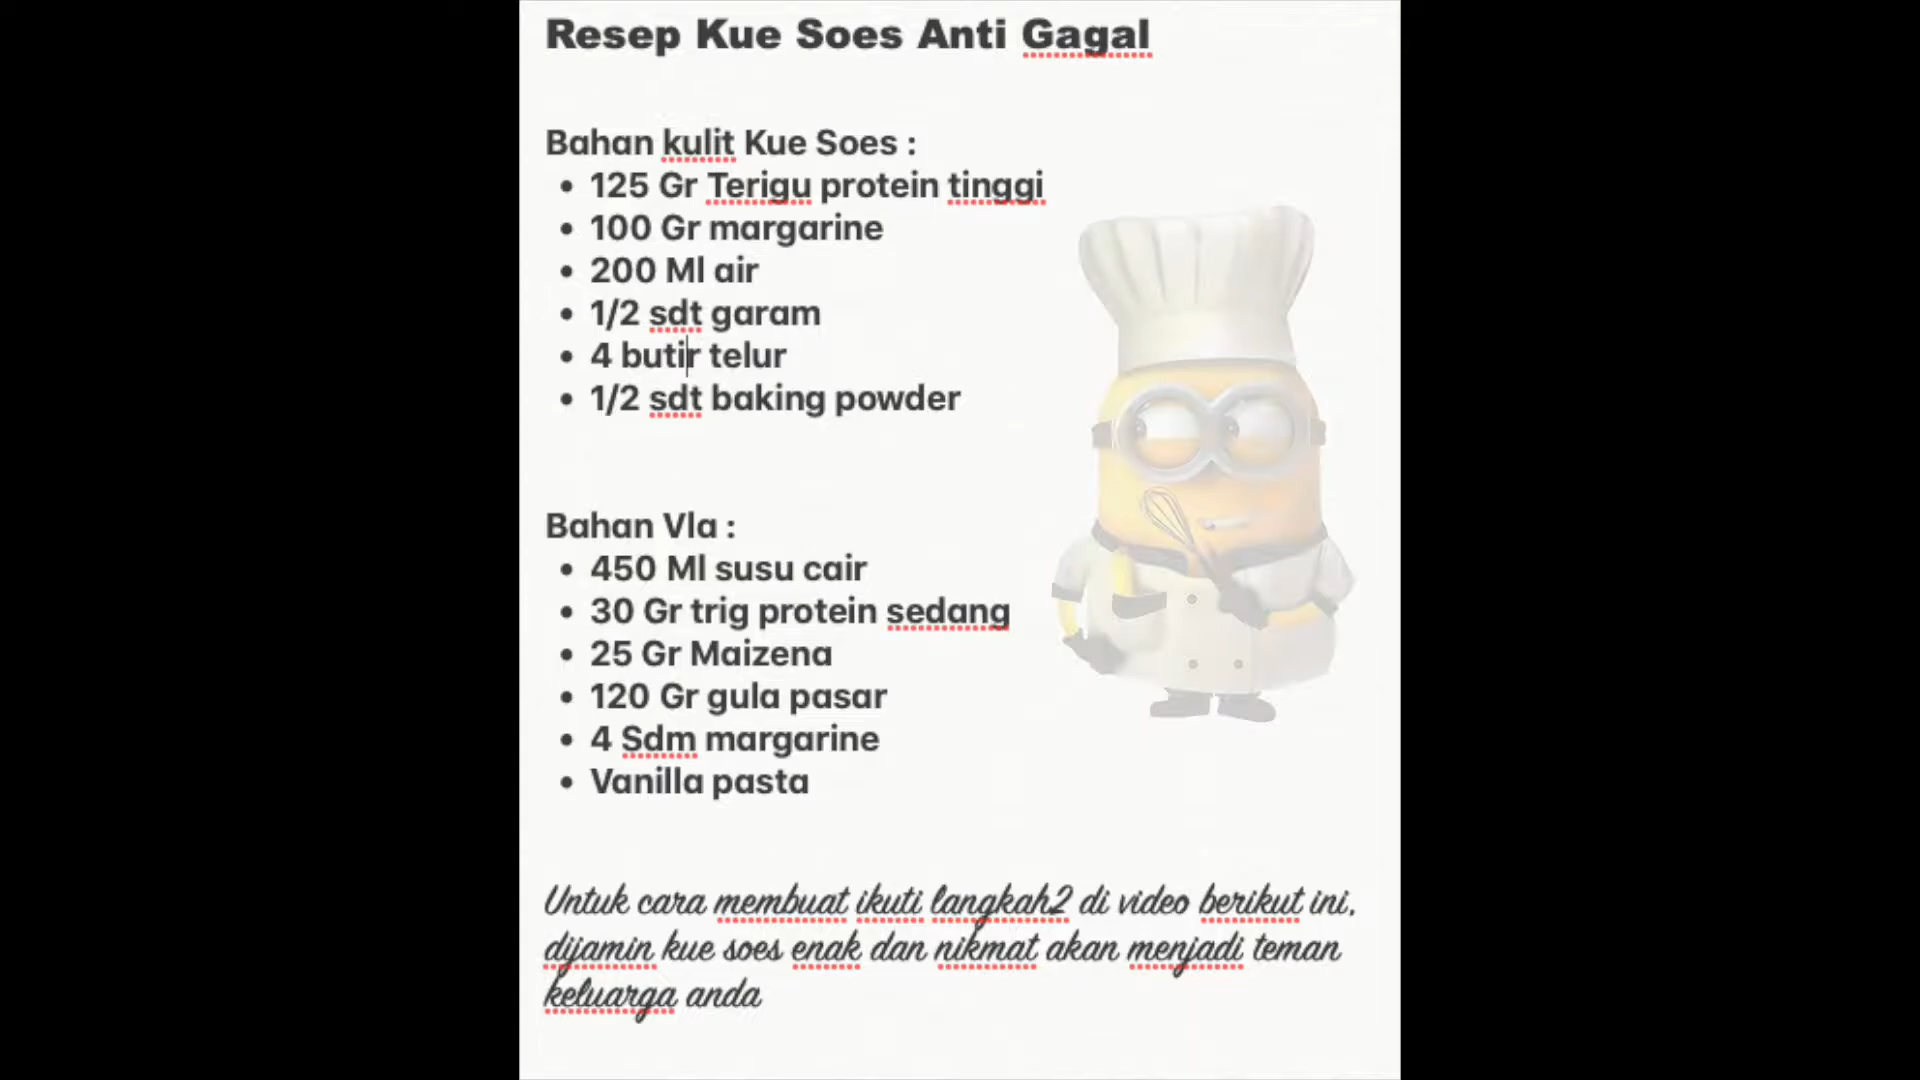 Resep Kue Soes Anti Gagal
Bahan kulit Kue Soes :
• 125 Gr Terigu protein tinggi
• 100 Gr margarine
• 200 Ml air
• 1/2 sdt garam
• 4 butir telur
• 1/2 sdt baking powder
Bahan Vla :
• 450 Ml susu cair
• 30 Gr trig protein sedang
• 25 Gr Maizena
• 120 Gr gula pasar
• 4 Sdm margarine
• Vanilla pasta
Untuk cara membuat ikuti langkah2 di video berikut ini,
dijamin kue soes enak dan nikmat akan menjadi teman
keluarga anda